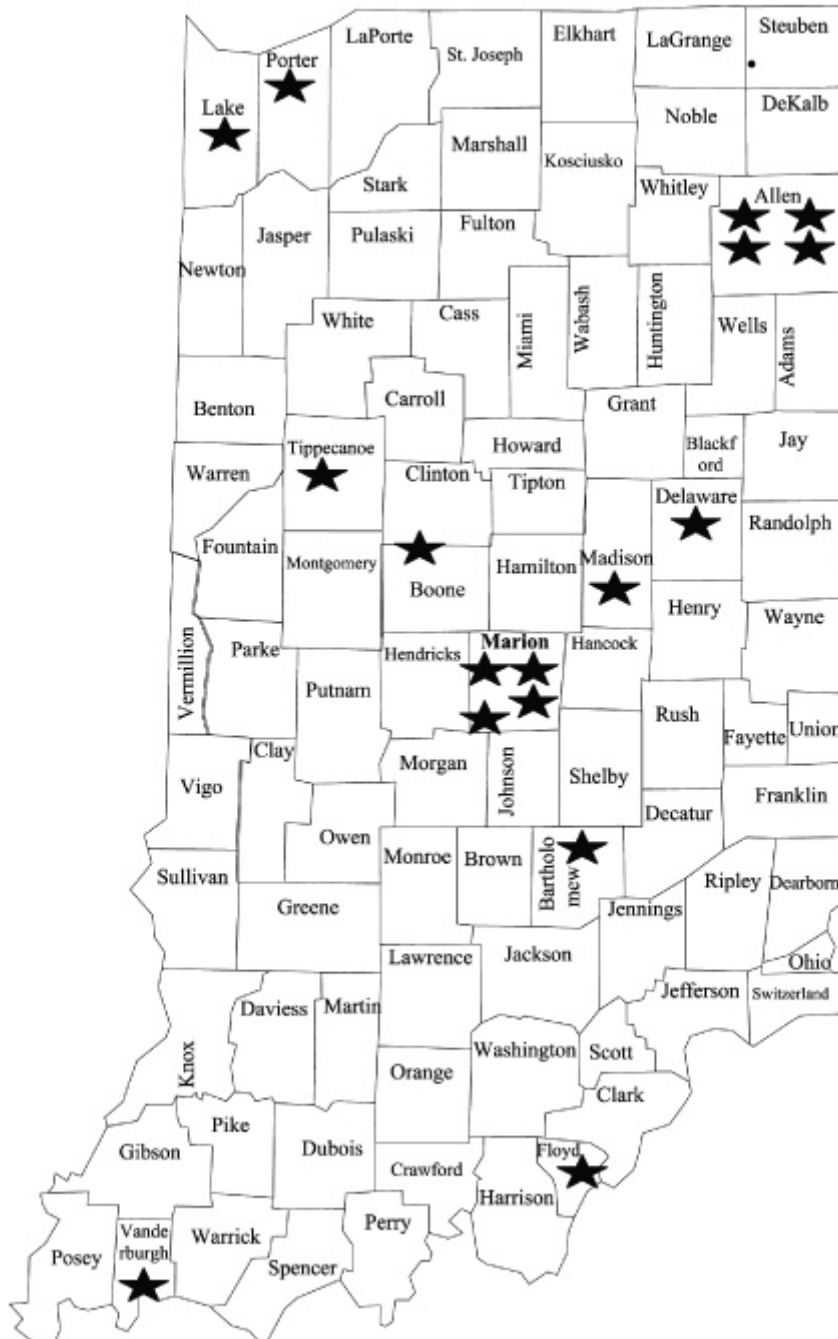 Steuben
LaPorte
Elkhart
LaGrange
St. Joseph
Porter
Lake
DeKalb
Noble
Marshall
Kosciusko
Stark
Whitley
Allen
Fulton
Jasper
Pulaski
Newton
White
Cass
Miami
Wabash
Huntington
Wells
Adams
Benton
Carroll
Grant
Tippecanoe
Howard
Blackf
ord
Jay
Warren
Clinton
Tipton
Delaware
Randolph
Fountain
Montgomery
Boone
Hamilton
Madison
Henry
Wayne
Vermillion
Parke
Hendricks
Marion
Hancock
Putnam
Rush
Fayette
Union
Clay
Vigo
Morgan
Johnson
Shelby
Franklin
Decatur
Owen
Monroe
Brown
Bartholo
mew
Sullivan
Ripley
Dearborn
Greene
Jennings
Lawrence
Jackson
Ohio
Jefferson
Switzerland
Daviess
Martin
Knox
Orange
Washington
Scott
Clark
Pike
Gibson
Dubois
Crawford
Floyd
Harrison
Perry
Vande
rburgh
Warrick
Posey
Spencer